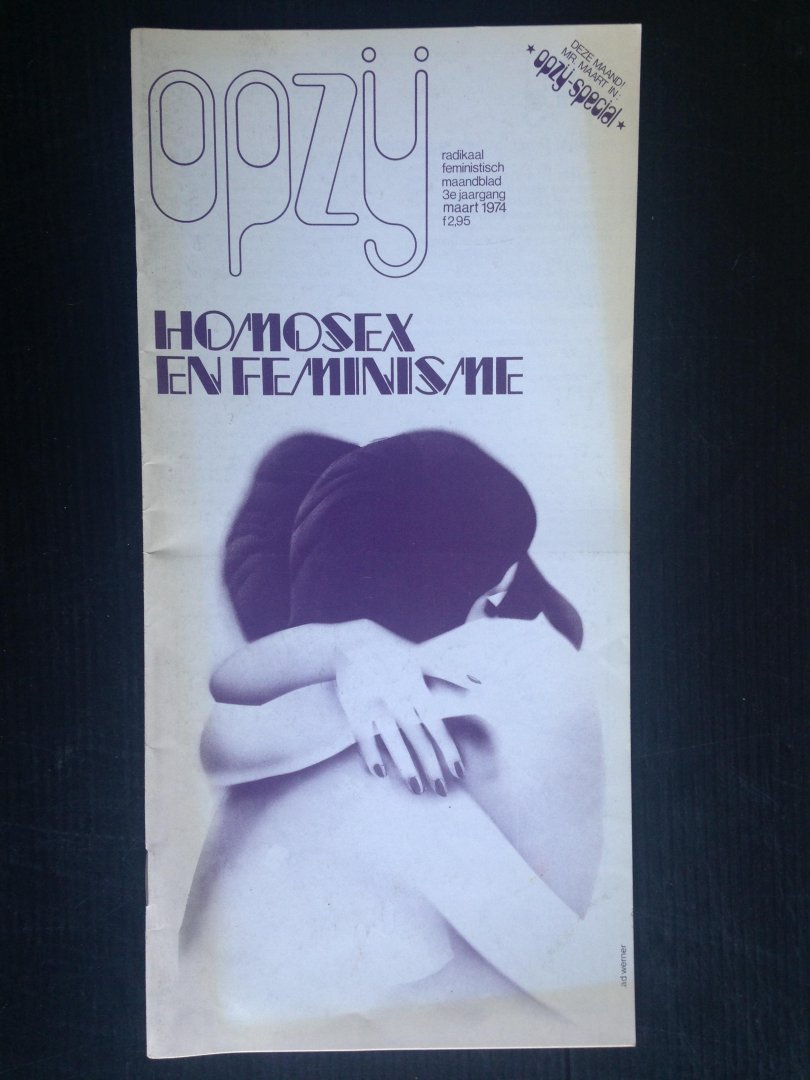 opzij
DEZE MAAND!
MR. MAART IN:
★ opzij-special ★
radikaal
feministisch
maandblad
3e jaargang
maart 1974
f 2,95
HOMOSEX
EN FEMINISME
ad werner